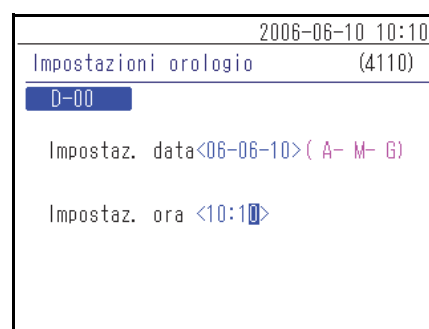 2006-06-10 10:10
Impostazioni orologio (4110)
D-00
Impostaz. data<06-06-10>( A- M- G)
Impostaz. ora <10:10>